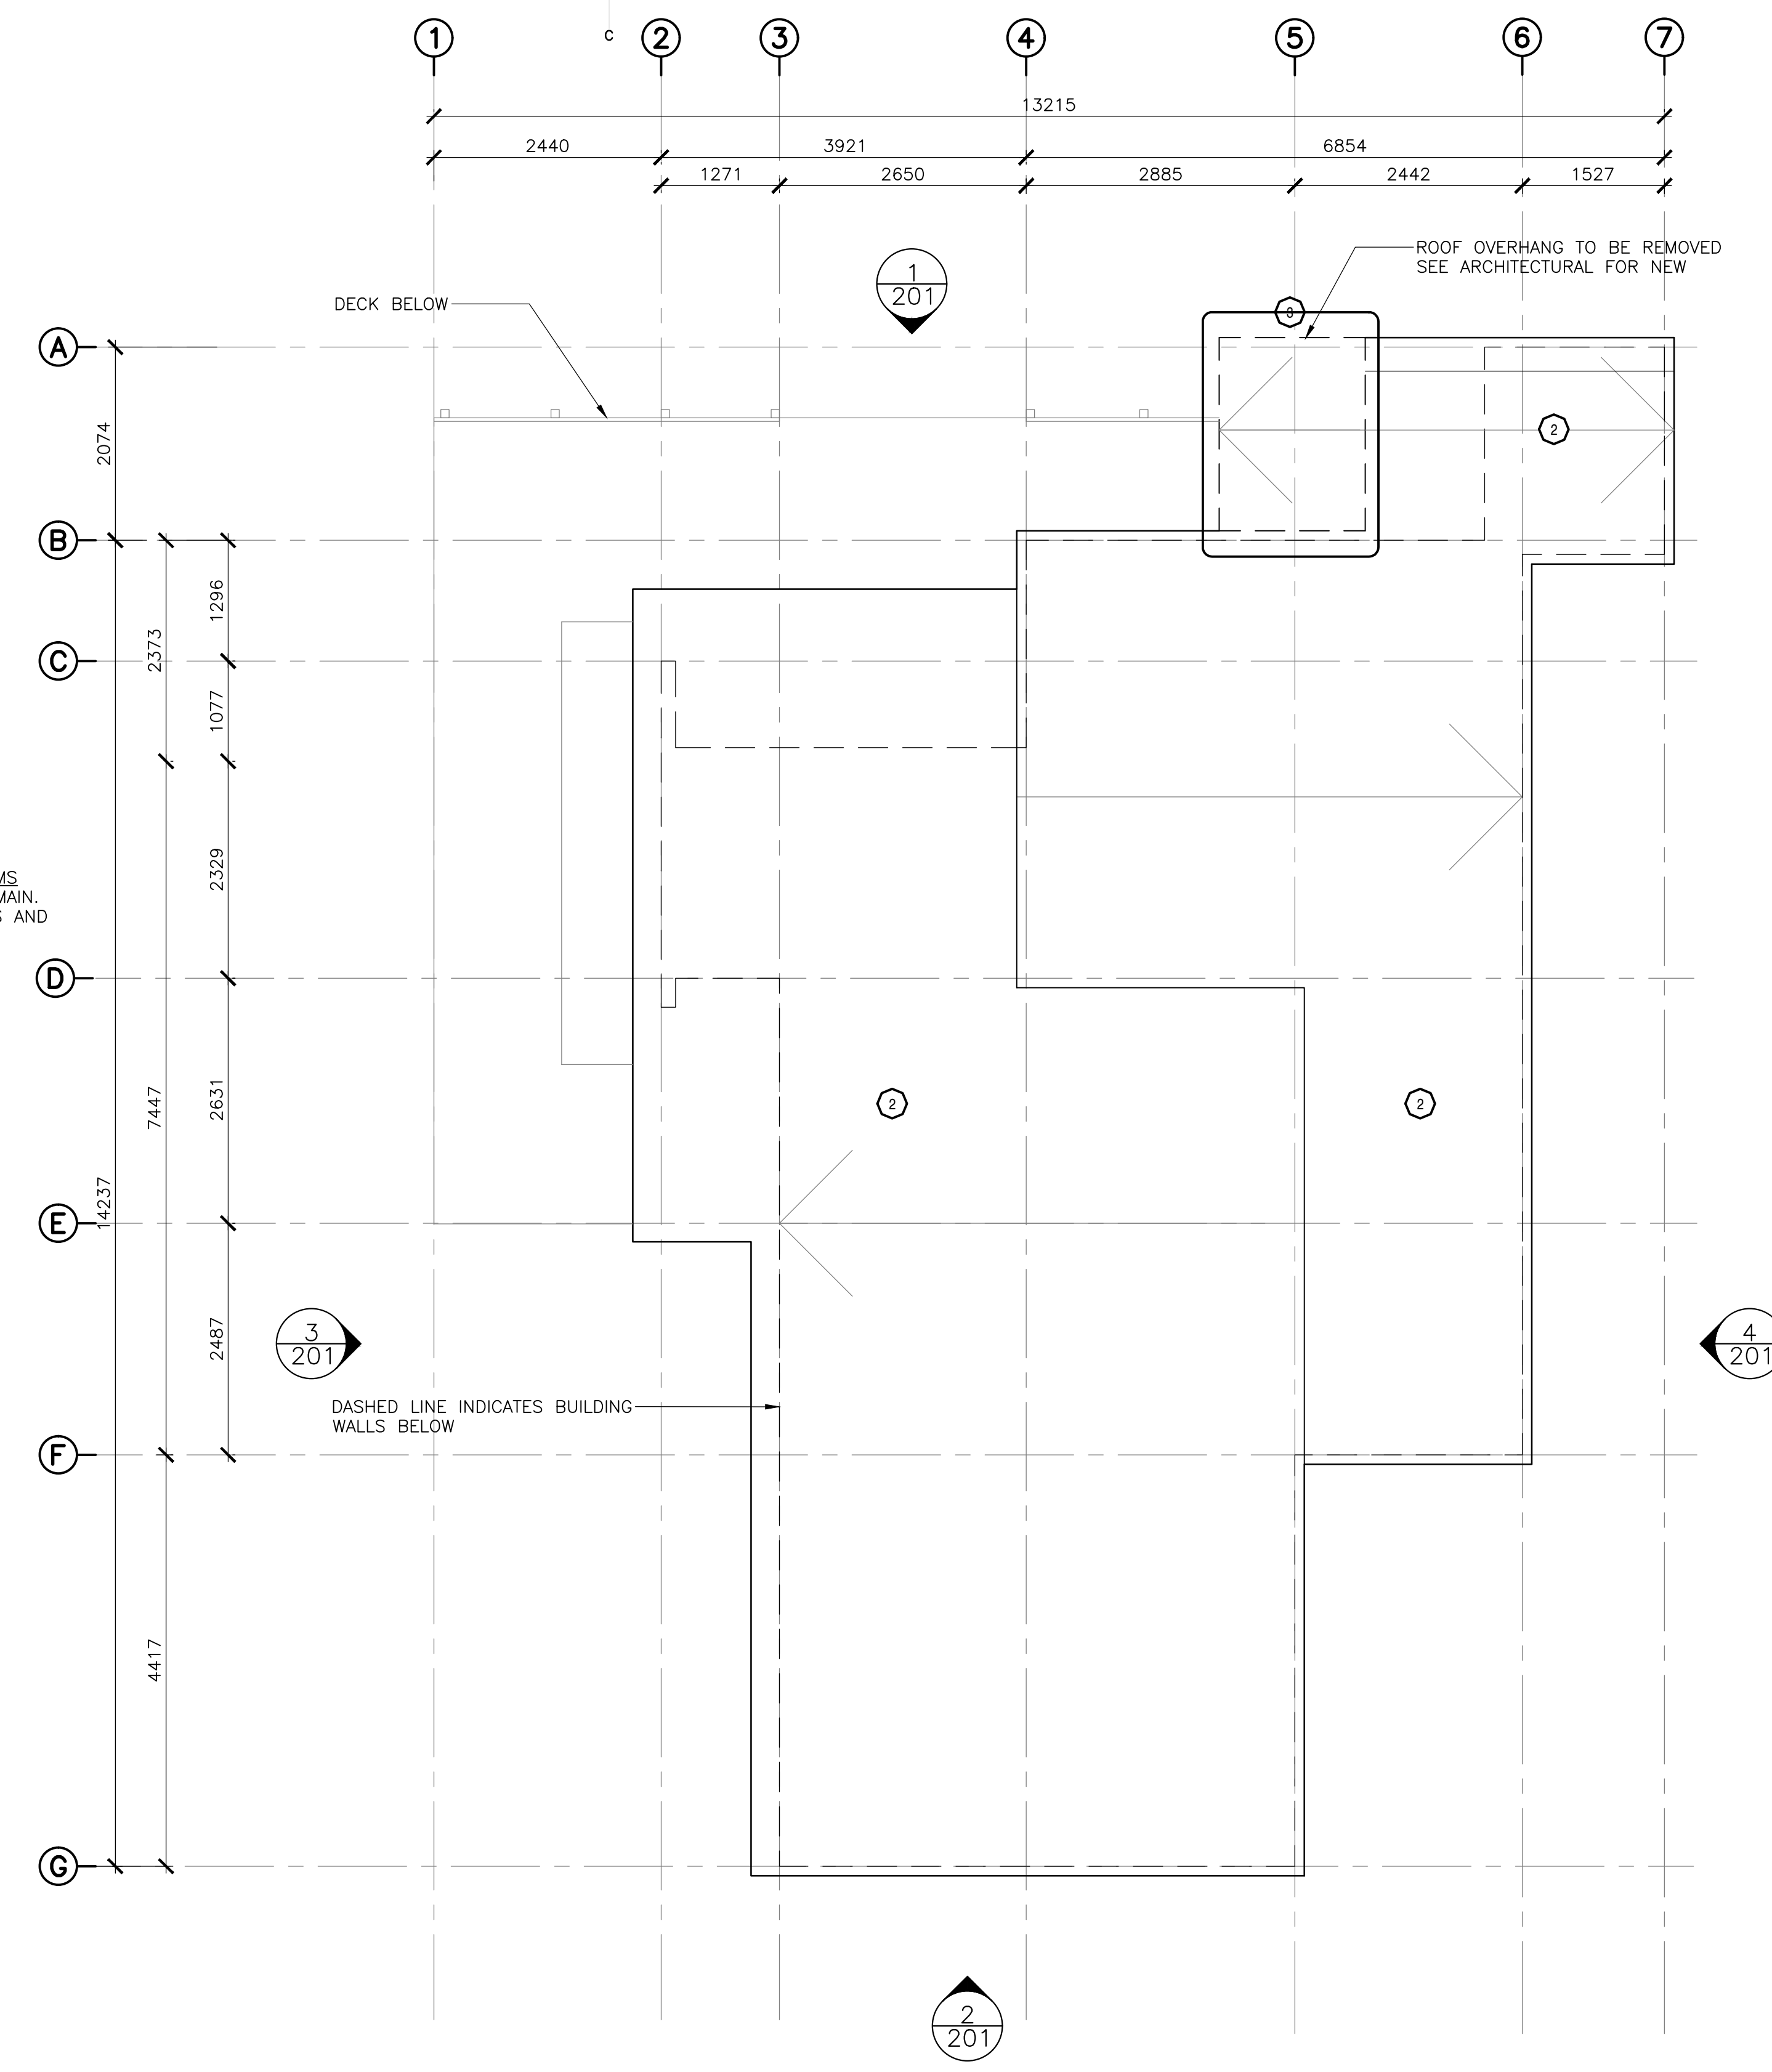 1
C
2
3
4
5
6
7
13215
2440
3921
6854
1271
2650
2885
2442
1527
ROOF OVERHANG TO BE REMOVED
SEE ARCHITECTURAL FOR NEW
1
201
DECK BELOW
3
A
2
2074
B
1296
2373
C
1077
2329
MS
MAIN.
S AND
D
2
2
2631
7447
14237
E
3
201
4
201
2487
DASHED LINE INDICATES BUILDING
WALLS BELOW
F
4417
G
2
201